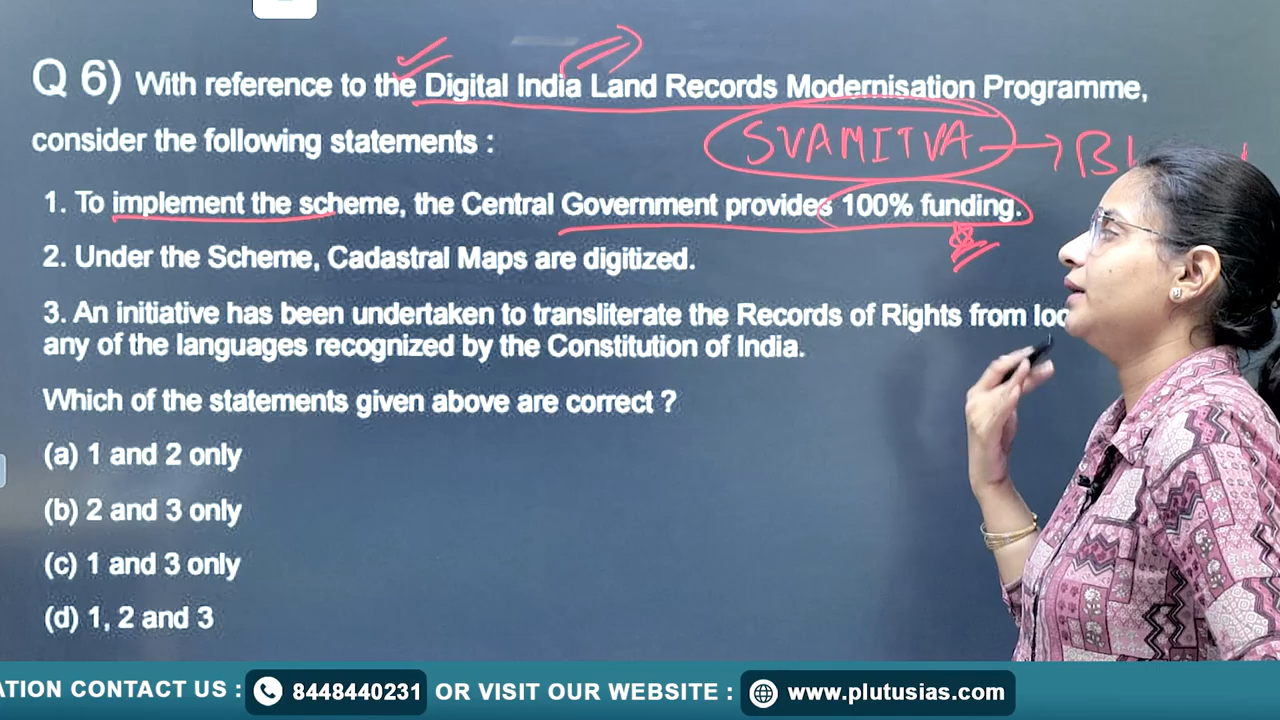 Q 6) With reference to the Digital India Land Records Modernisation Programme,
consider the following statements :
SVAMITVA
1. To implement the scheme, the Central Government provides 100% funding.
2. Under the Scheme, Cadastral Maps are digitized.
3. An initiative has been undertaken to transliterate the Records of Rights from
any of the languages recognized by the Constitution of India.
Which of the statements given above are correct ?
(a) 1 and 2 only
(b) 2 and 3 only
(c) 1 and 3 only
(d) 1, 2 and 3
CONTACT US : 8448440231 OR VISIT OUR WEBSITE : www.plutusias.com